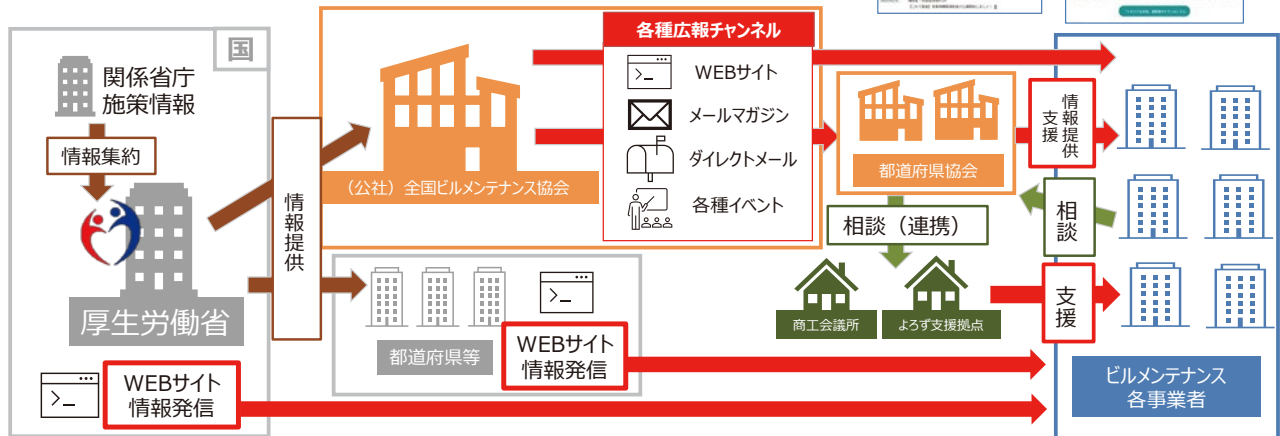 国
関係省庁
施策情報
情報集約
厚生労働省
WEBサイト
情報発信
情報提供
(公社)全国ビルメンテナンス協会
各種広報チャンネル
WEBサイト
メールマガジン
ダイレクトメール
各種イベント
都道府県等
WEBサイト
情報発信
都道府県協会
相談(連携)
商工会議所
よろず支援拠点
情報提供
支援
相談
支援
ビルメンテナンス
各事業者